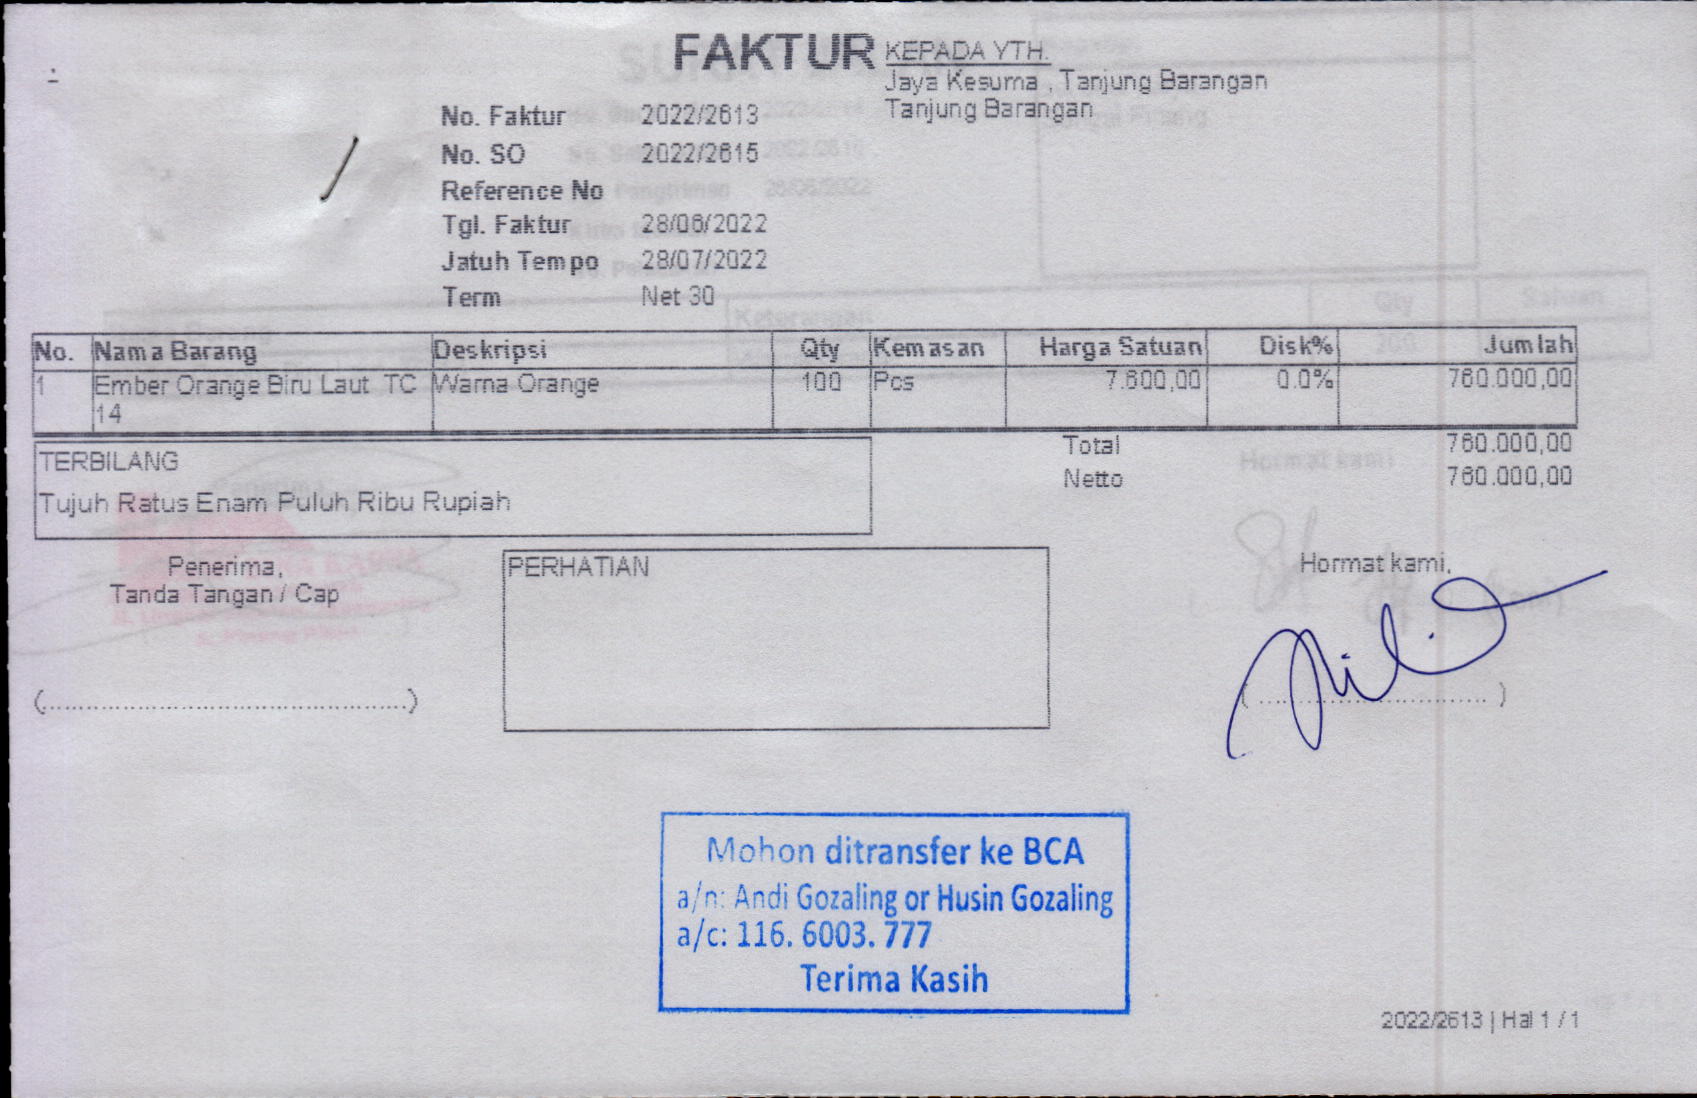 FAKTUR
KEPADA YTH.
Jaya Kesuma , Tanjung Barangan
Tanjung Barangan
No. Faktur 2022/2613
No. SO 2022/2615
Reference No
Tgl. Faktur 28/06/2022
Jatuh Tempo 28/07/2022
Term Net 30
No. Nama Barang Deskripsi Qty Kemasan Harga Satuan Disk% Jumlah
1 Ember Orange Biru Laut TC Warna Orange 100 Pcs 7.600,00 0.0% 760.000,00
14
Total 760.000,00
Netto 760.000,00
TERBILANG
Tujuh Ratus Enam Puluh Ribu Rupiah
Penerima,
Tanda Tangan / Cap
(................................................)
PERHATIAN
Hormat kami,
( ............................... )
Mohon ditransfer ke BCA
a/n: Andi Gozaling or Husin Gozaling
a/c: 116. 6003. 777
Terima Kasih
2022/2613 | Hal 1 / 1